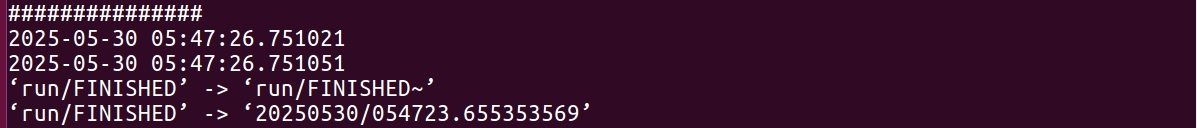 ###############
2025-05-30 05:47:26.751021
2025-05-30 05:47:26.751051
‘run/FINISHED’ -> ‘run/FINISHED~’
‘run/FINISHED’ -> ‘20250530/054723.655353569’